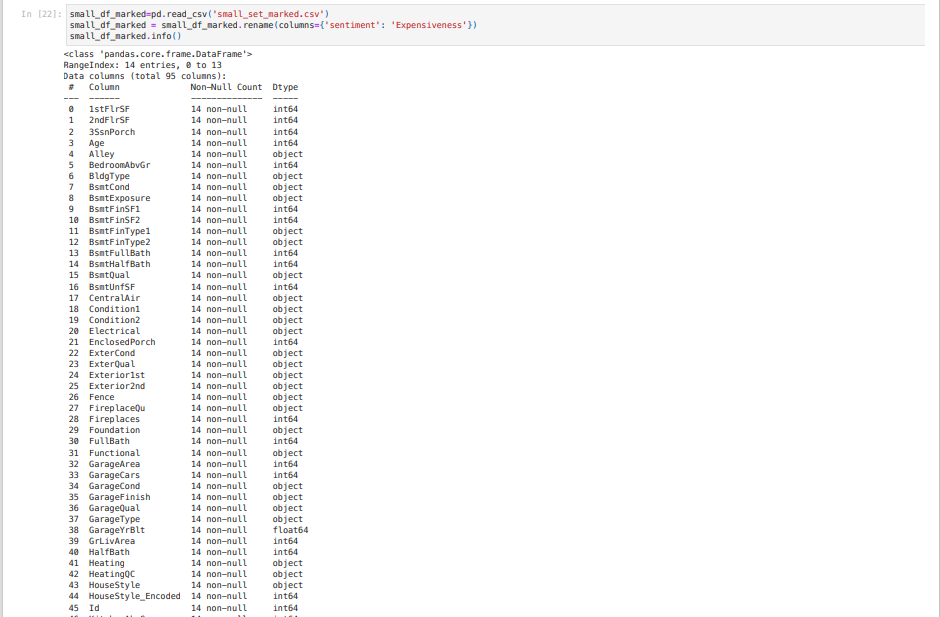 In [22]: small_df_marked=pd.read_csv('small_set_marked.csv')
small_df_marked = small_df_marked.rename(columns={'sentiment': 'Expensiveness'})
small_df_marked.info()
<class 'pandas.core.frame.DataFrame'>
RangeIndex: 14 entries, 0 to 13
Data columns (total 95 columns):
# Column Non-Null Count Dtype
--- ------ -------------- -----
0 1stFlrSF 14 non-null int64
1 2ndFlrSF 14 non-null int64
2 3SsnPorch 14 non-null int64
3 Age 14 non-null int64
4 Alley 14 non-null object
5 BedroomAbvGr 14 non-null int64
6 BldgType 14 non-null object
7 BsmtCond 14 non-null object
8 BsmtExposure 14 non-null object
9 BsmtFinSF1 14 non-null int64
10 BsmtFinSF2 14 non-null int64
11 BsmtFinType1 14 non-null object
12 BsmtFinType2 14 non-null object
13 BsmtFullBath 14 non-null int64
14 BsmtHalfBath 14 non-null int64
15 BsmtQual 14 non-null object
16 BsmtUnfSF 14 non-null int64
17 CentralAir 14 non-null object
18 Condition1 14 non-null object
19 Condition2 14 non-null object
20 Electrical 14 non-null object
21 EnclosedPorch 14 non-null int64
22 ExterCond 14 non-null object
23 ExterQual 14 non-null object
24 Exterior1st 14 non-null object
25 Exterior2nd 14 non-null object
26 Fence 14 non-null object
27 FireplaceQu 14 non-null object
28 Fireplaces 14 non-null int64
29 Foundation 14 non-null object
30 FullBath 14 non-null int64
31 Functional 14 non-null object
32 GarageArea 14 non-null int64
33 GarageCars 14 non-null int64
34 GarageCond 14 non-null object
35 GarageFinish 14 non-null object
36 GarageQual 14 non-null object
37 GarageType 14 non-null object
38 GarageYrBlt 14 non-null float64
39 GrLivArea 14 non-null int64
40 HalfBath 14 non-null int64
41 Heating 14 non-null object
42 HeatingQC 14 non-null object
43 HouseStyle 14 non-null object
44 HouseStyle_Encoded 14 non-null int64
45 Id 14 non-null int64